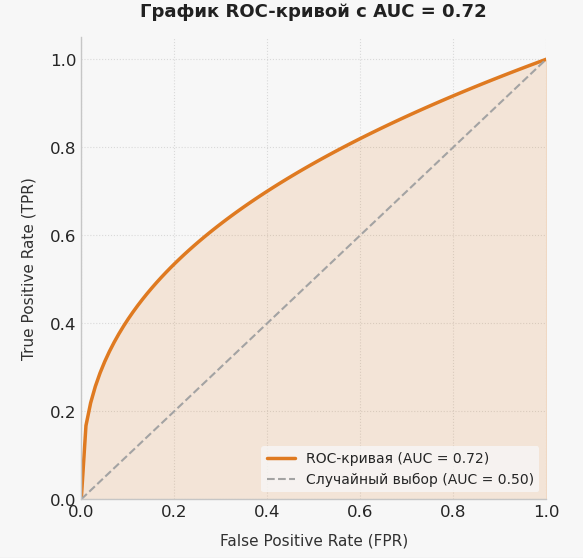 График ROC-кривой с AUC = 0.72
True Positive Rate (TPR)
1.0
0.8
0.6
0.4
0.2
0.0
ROC-кривая (AUC = 0.72)
Случайный выбор (AUC = 0.50)
0.0 0.2 0.4 0.6 0.8 1.0
False Positive Rate (FPR)